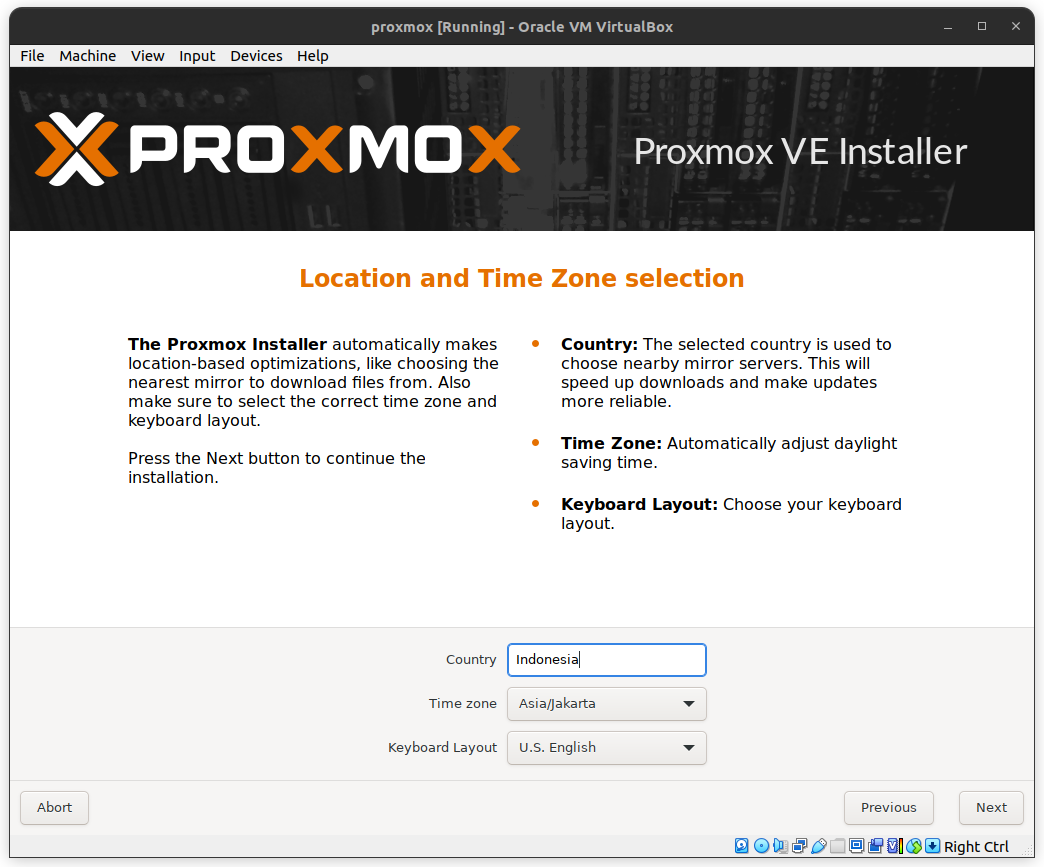 proxmox [Running] - Oracle VM VirtualBox
File Machine View Input Devices Help
PROXMOX
Proxmox VE Installer
Location and Time Zone selection
The Proxmox Installer automatically makes
location-based optimizations, like choosing the
nearest mirror to download files from. Also
make sure to select the correct time zone and
keyboard layout.
Press the Next button to continue the
installation.
• Country: The selected country is used to
choose nearby mirror servers. This will
speed up downloads and make updates
more reliable.
• Time Zone: Automatically adjust daylight
saving time.
• Keyboard Layout: Choose your keyboard
layout.
Country Indonesia
Time zone Asia/Jakarta
Keyboard Layout U.S. English
Abort Previous Next
Right Ctrl